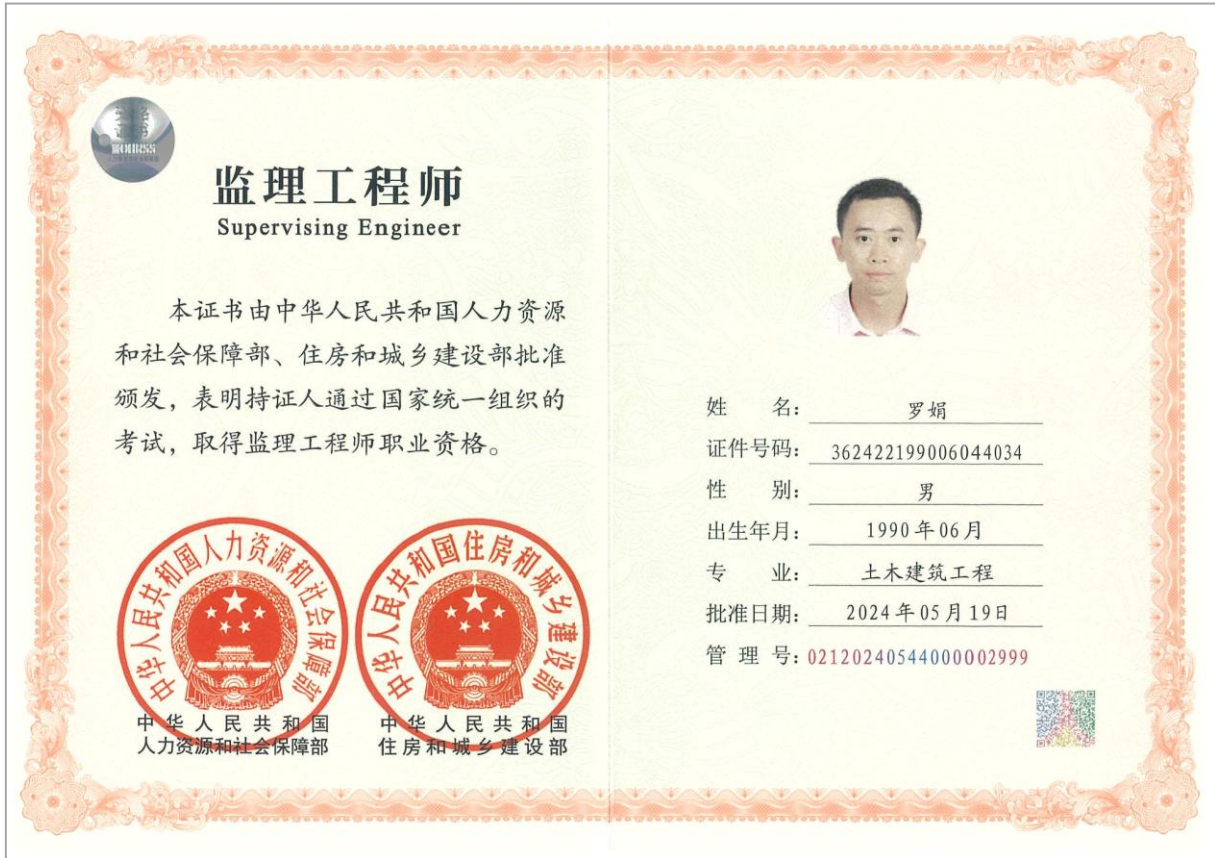 监理工程师
Supervising Engineer
本证书由中华人民共和国人力资源
和社会保障部、住房和城乡建设部批准
颁发，表明持证人通过国家统一组织的
考试，取得监理工程师职业资格。
中华人民共和国人力资源和社会保障部
中华人民共和国住房和城乡建设部
中华人民共和国
人力资源和社会保障部
中华人民共和国
住房和城乡建设部
姓 名：罗娟
证件号码：362422199006044034
性 别：男
出生年月：1990年06月
专 业：土木建筑工程
批准日期：2024年05月19日
管 理 号：02120240544000002999